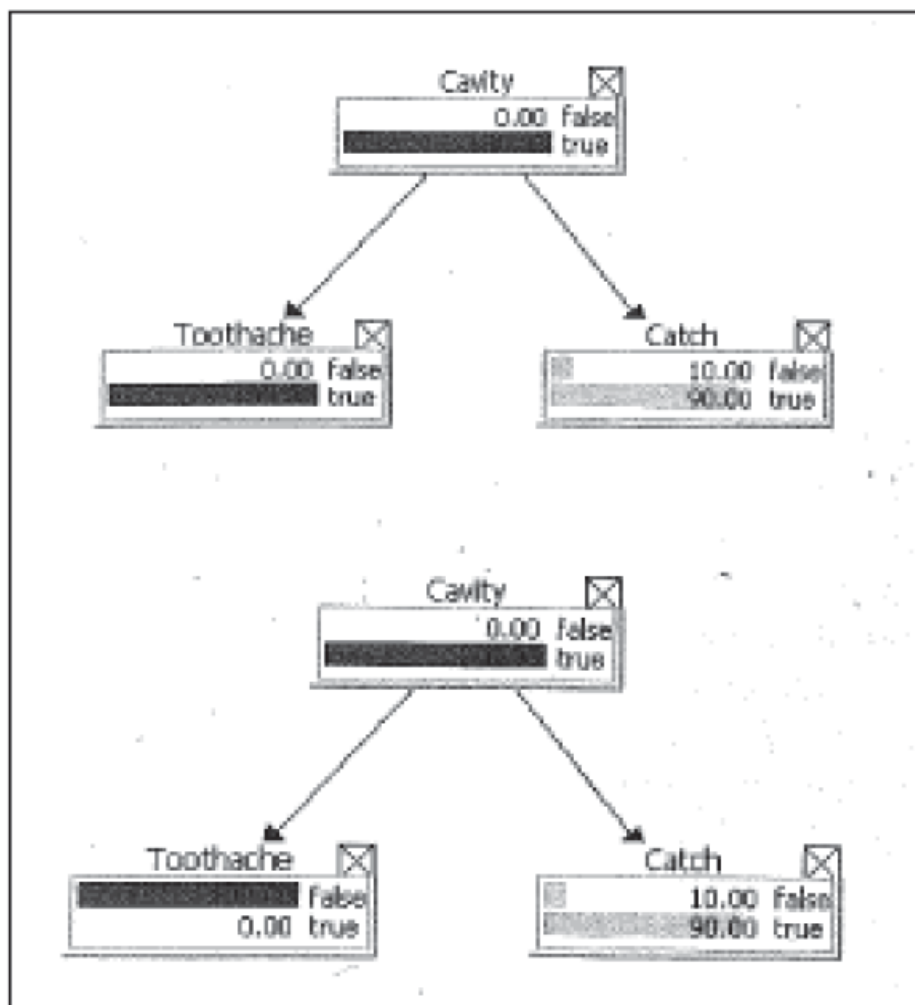 Cavity
0.00 false
true
Toothache
0.00 false
true
Catch
10.00 false
90.00 true
Cavity
0.00 false
true
Toothache
false
0.00 true
Catch
10.00 false
90.00 true